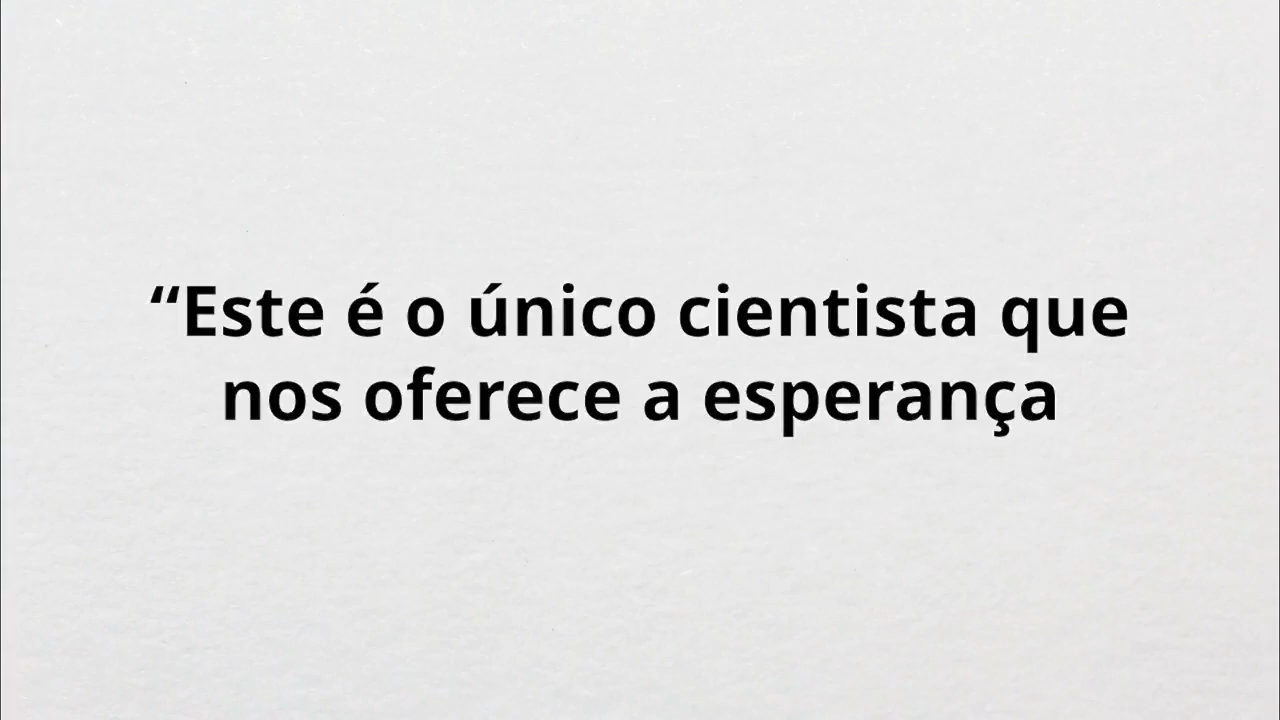 “Este é o único cientista que
nos oferece a esperança